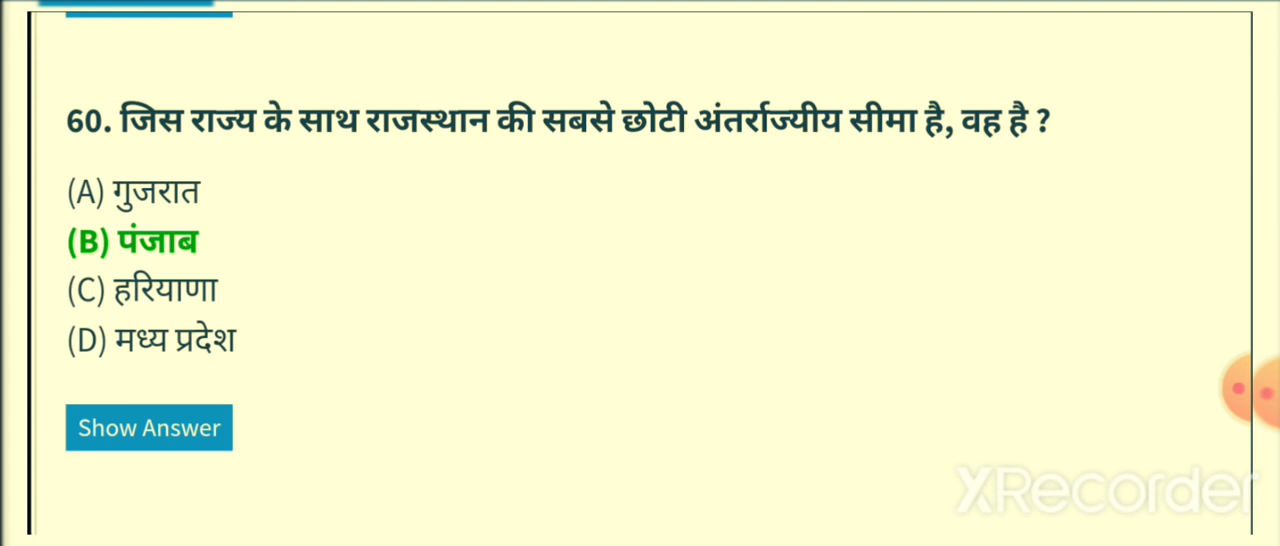 60. जिस राज्य के साथ राजस्थान की सबसे छोटी अंतर्राज्यीय सीमा है, वह है ?
(A) गुजरात
(B) पंजाब
(C) हरियाणा
(D) मध्य प्रदेश
Show Answer
XRecorder